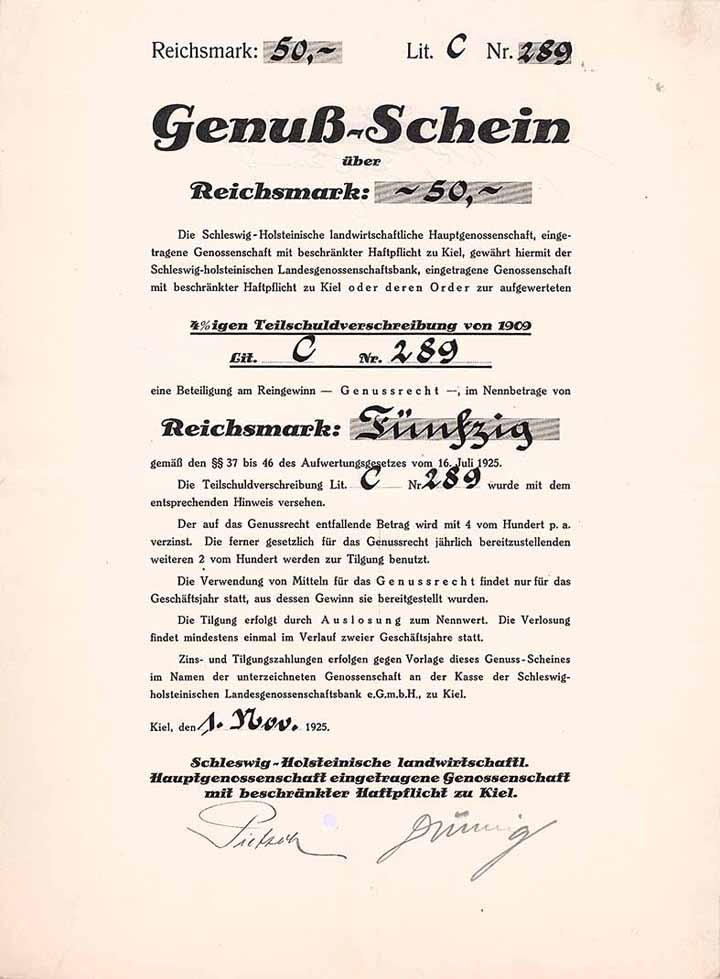 Reichsmark: 50,~ Lit. C Nr. 289
Genuß-Schein
über
Reichsmark: ~50,~
Die Schleswig-Holsteinische landwirtschaftliche Hauptgenossenschaft, einge-
tragene Genossenschaft mit beschränkter Haftpflicht zu Kiel, gewährt hiermit der
Schleswig-holsteinischen Landesgenossenschaftsbank, eingetragene Genossenschaft
mit beschränkter Haftpflicht zu Kiel oder deren Order zur aufgewerteten
4%igen Teilschuldverschreibung von 1909
Lit. C Nr. 289
eine Beteiligung am Reingewinn — Genussrecht —, im Nennbetrage von
Reichsmark: Fünfzig
gemäß den §§ 37 bis 46 des Aufwertungsgesetzes vom 16. Juli 1925.
Die Teilschuldverschreibung Lit. C Nr. 289 wurde mit dem
entsprechenden Hinweis versehen.
Der auf das Genussrecht entfallende Betrag wird mit 4 vom Hundert p. a.
verzinst. Die ferner gesetzlich für das Genussrecht jährlich bereitzustellenden
weiteren 2 vom Hundert werden zur Tilgung benutzt.
Die Verwendung von Mitteln für das Genussrecht findet nur für das
Geschäftsjahr statt, aus dessen Gewinn sie bereitgestellt wurden.
Die Tilgung erfolgt durch Auslosung zum Nennwert. Die Verlosung
findet mindestens einmal im Verlauf zweier Geschäftsjahre statt.
Zins- und Tilgungszahlungen erfolgen gegen Vorlage dieses Genuss-Scheines
im Namen der unterzeichneten Genossenschaft an der Kasse der Schleswig-
holsteinischen Landesgenossenschaftsbank e.G.m.b.H., zu Kiel.
Kiel, den 1. Nov. 1925.
Schleswig-Holsteinische landwirtschaftl.
Hauptgenossenschaft eingetragene Genossenschaft
mit beschränkter Haftpflicht zu Kiel.
Pietsch